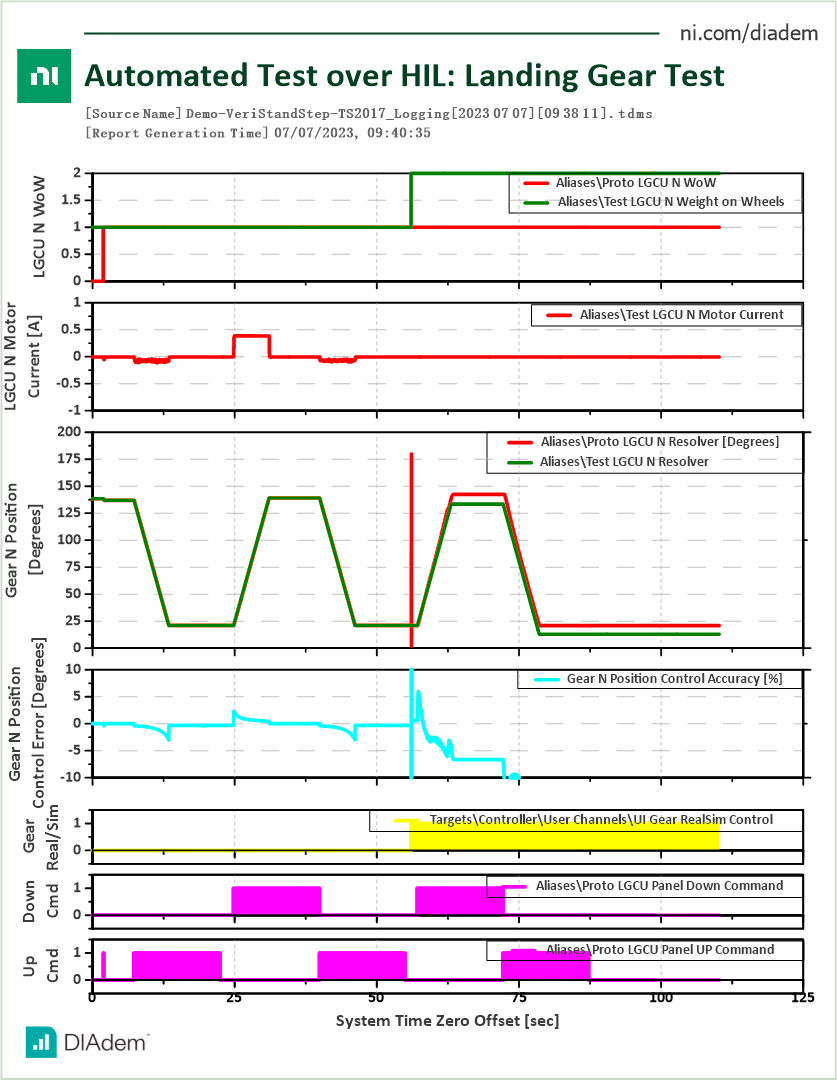 ni.com/diadem
ni
Automated Test over HIL: Landing Gear Test
[Source Name] Demo-VeriStandStep-TS2017_Logging[2023 07 07][09 38 11].tdms
[Report Generation Time] 07/07/2023, 09:40:35
LGCU N WoW
2
1.5
1
0.5
0
Aliases\Proto LGCU N WoW
Aliases\Test LGCU N Weight on Wheels
LGCU N Motor
Current [A]
1
0.5
0
-0.5
-1
Aliases\Test LGCU N Motor Current
Gear N Position
[Degrees]
200
175
150
125
100
75
50
25
0
Aliases\Proto LGCU N Resolver [Degrees]
Aliases\Test LGCU N Resolver
Gear N Position
Control Error [Degrees]
10
5
0
-5
-10
Gear N Position Control Accuracy [%]
Gear
Real/Sim
1
0
Targets\Controller\User Channels\UI Gear RealSim Control
Down
Cmd
1
0
Aliases\Proto LGCU Panel Down Command
Up
Cmd
1
0
Aliases\Proto LGCU Panel UP Command
0 25 50 75 100 125
System Time Zero Offset [sec]
DIAdem™